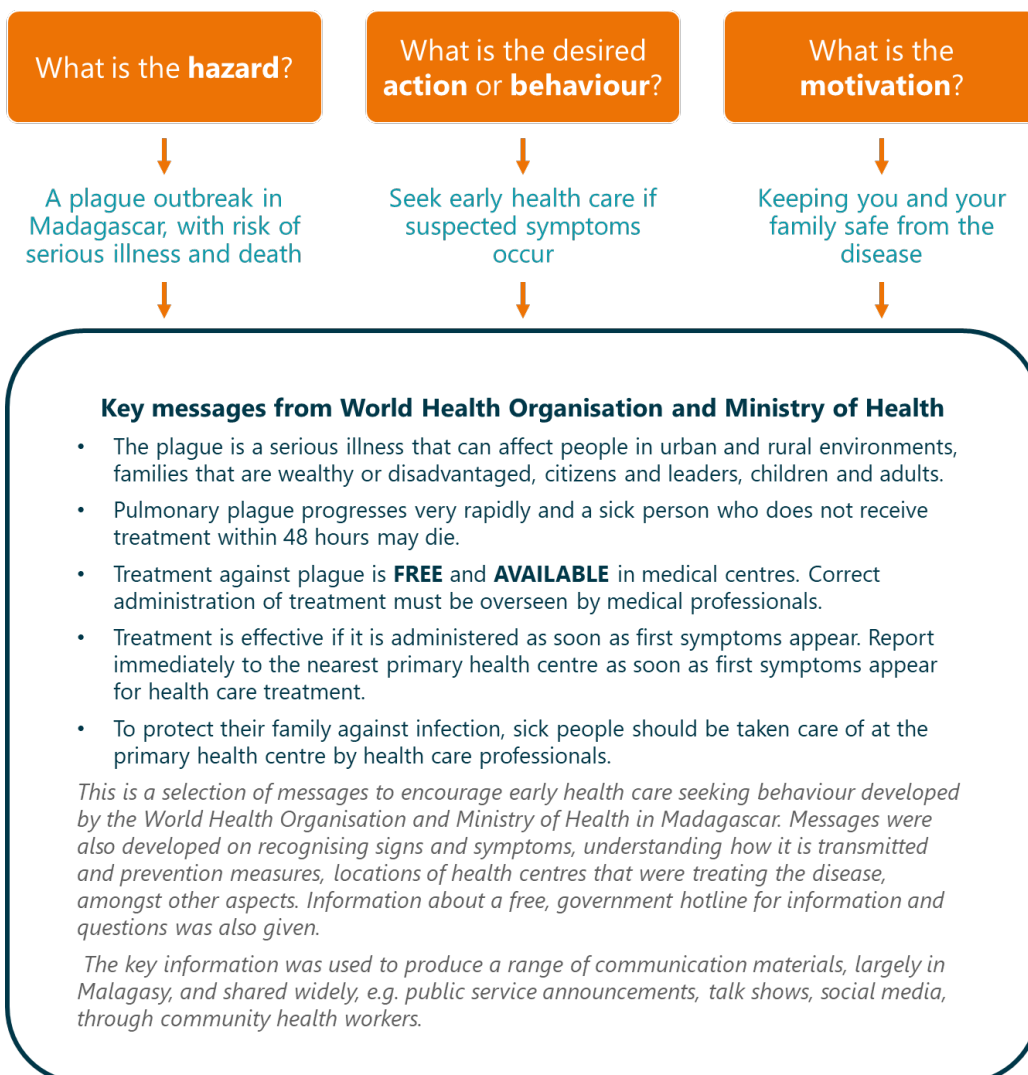 What is the hazard?
What is the desired
action or behaviour?
What is the
motivation?
A plague outbreak in
Madagascar, with risk of
serious illness and death
Seek early health care if
suspected symptoms
occur
Keeping you and your
family safe from the
disease
Key messages from World Health Organisation and Ministry of Health
• The plague is a serious illness that can affect people in urban and rural environments,
families that are wealthy or disadvantaged, citizens and leaders, children and adults.
• Pulmonary plague progresses very rapidly and a sick person who does not receive
treatment within 48 hours may die.
• Treatment against plague is FREE and AVAILABLE in medical centres. Correct
administration of treatment must be overseen by medical professionals.
• Treatment is effective if it is administered as soon as first symptoms appear. Report
immediately to the nearest primary health centre as soon as first symptoms appear
for health care treatment.
• To protect their family against infection, sick people should be taken care of at the
primary health centre by health care professionals.
This is a selection of messages to encourage early health care seeking behaviour developed
by the World Health Organisation and Ministry of Health in Madagascar. Messages were
also developed on recognising signs and symptoms, understanding how it is transmitted
and prevention measures, locations of health centres that were treating the disease,
amongst other aspects. Information about a free, government hotline for information and
questions was also given.
The key information was used to produce a range of communication materials, largely in
Malagasy, and shared widely, e.g. public service announcements, talk shows, social media,
through community health workers.